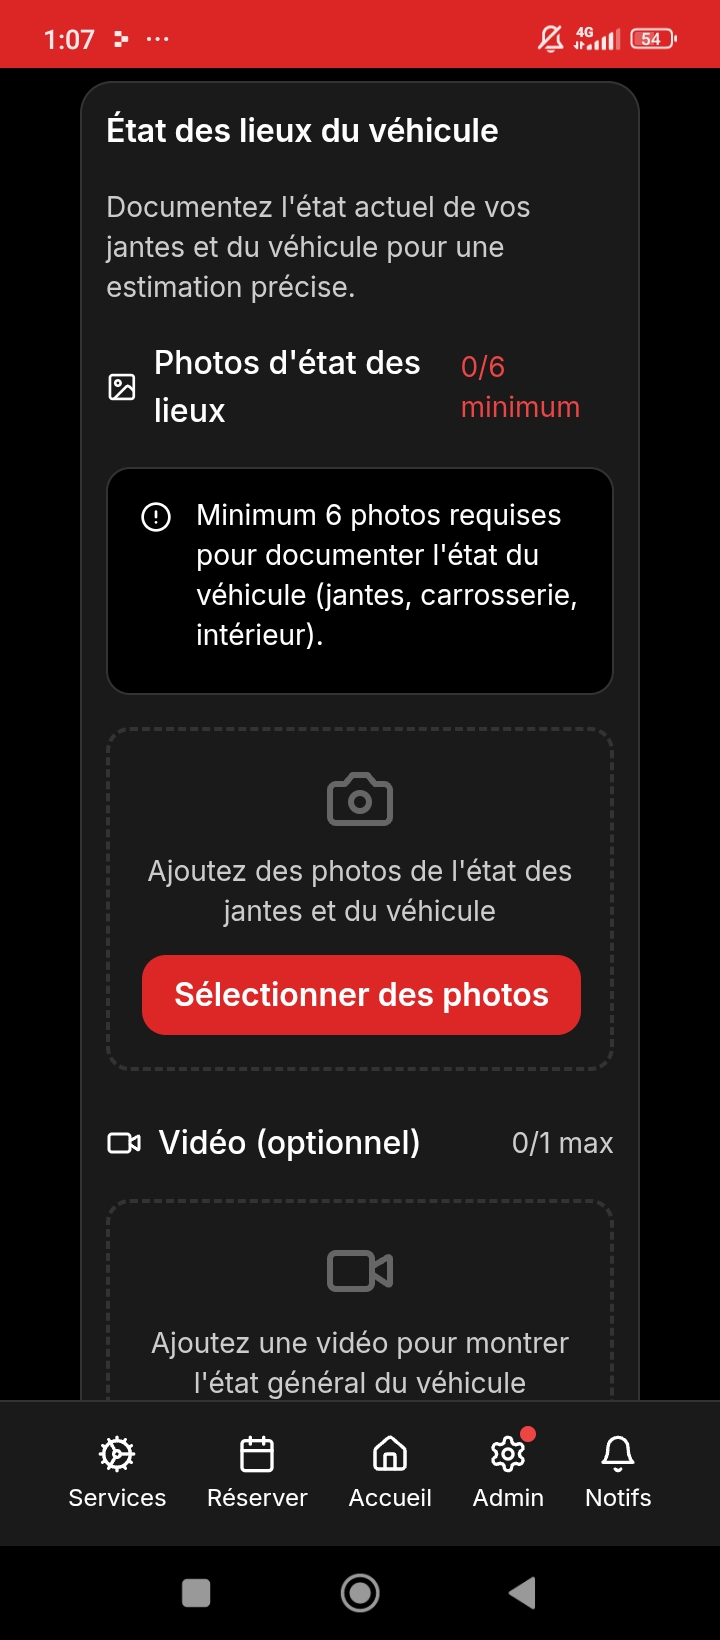 1:07
4G
54
État des lieux du véhicule
Documentez l'état actuel de vos
jantes et du véhicule pour une
estimation précise.
Photos d'état des
lieux
0/6
minimum
Minimum 6 photos requises
pour documenter l'état du
véhicule (jantes, carrosserie,
intérieur).
Ajoutez des photos de l'état des
jantes et du véhicule
Sélectionner des photos
Vidéo (optionnel) 0/1 max
Ajoutez une vidéo pour montrer
l'état général du véhicule
Services Réserver Accueil Admin Notifs